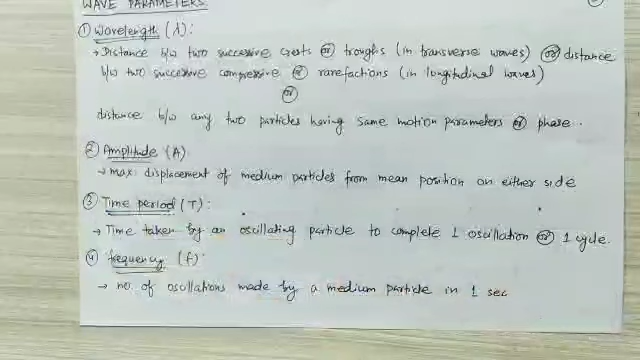 WAVE PARAMETERS
① Wavelength (λ):
→ Distance b/w two successive crests or troughs (in transverse waves) or distance
b/w two successive compressive or rarefactions (in longitudinal waves)
or
distance b/w any two particles having same motion parameters or phase.
② Amplitude (A)
→ max. displacement of medium particles from mean position on either side
③ Time period (T):
→ Time taken by an oscillating particle to complete 1 oscillation or 1 cycle.
④ frequency (f):
→ no. of oscillations made by a medium particle in 1 sec